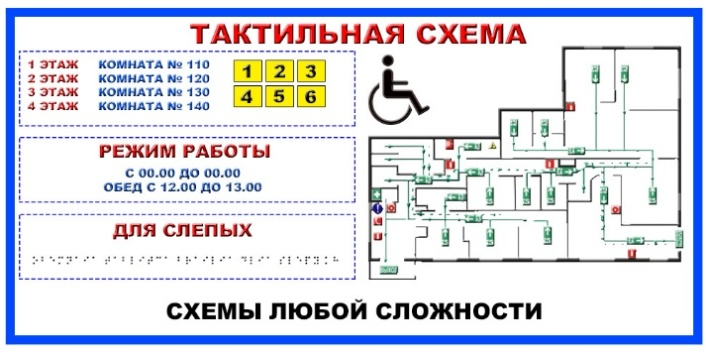 ТАКТИЛЬНАЯ СХЕМА
1 ЭТАЖ КОМНАТА № 110
2 ЭТАЖ КОМНАТА № 120
3 ЭТАЖ КОМНАТА № 130
4 ЭТАЖ КОМНАТА № 140
1 2 3
4 5 6
РЕЖИМ РАБОТЫ
С 00.00 ДО 00.00
ОБЕД С 12.00 ДО 13.00
ДЛЯ СЛЕПЫХ
СХЕМЫ ЛЮБОЙ СЛОЖНОСТИ